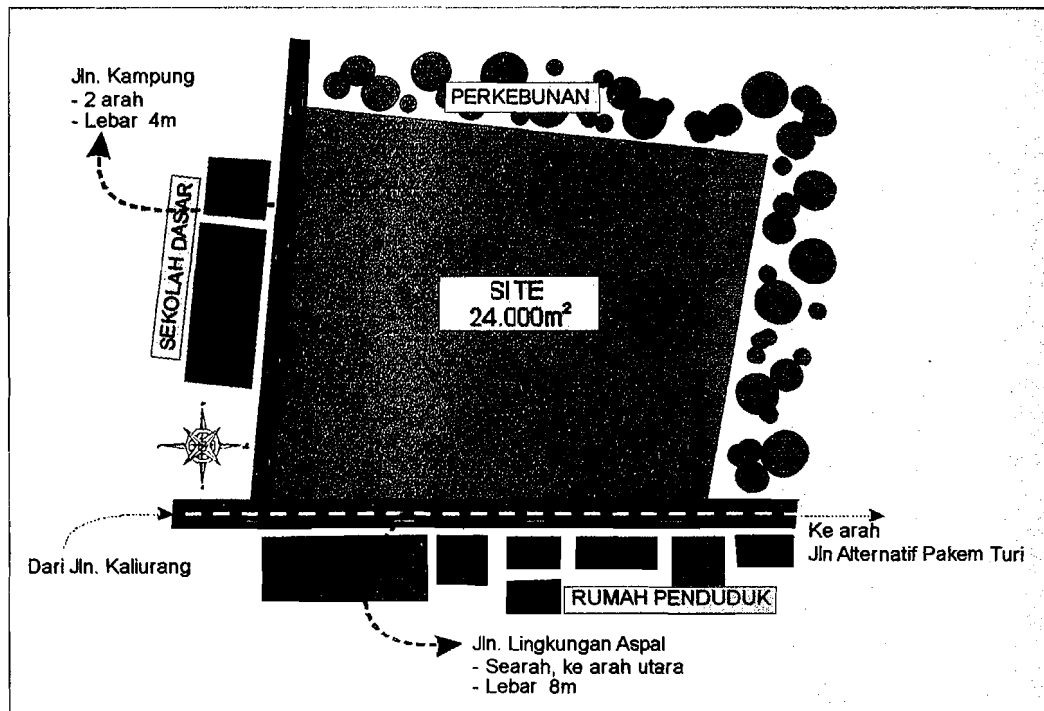 Jln. Kampung
- 2 arah
- Lebar 4m
PERKEBUNAN
SEKOLAH DASAR
SITE
24.000m²
Dari Jln. Kaliurang
Ke arah
Jln Alternatif Pakem Turi
RUMAH PENDUDUK
Jln. Lingkungan Aspal
- Searah, ke arah utara
- Lebar 8m